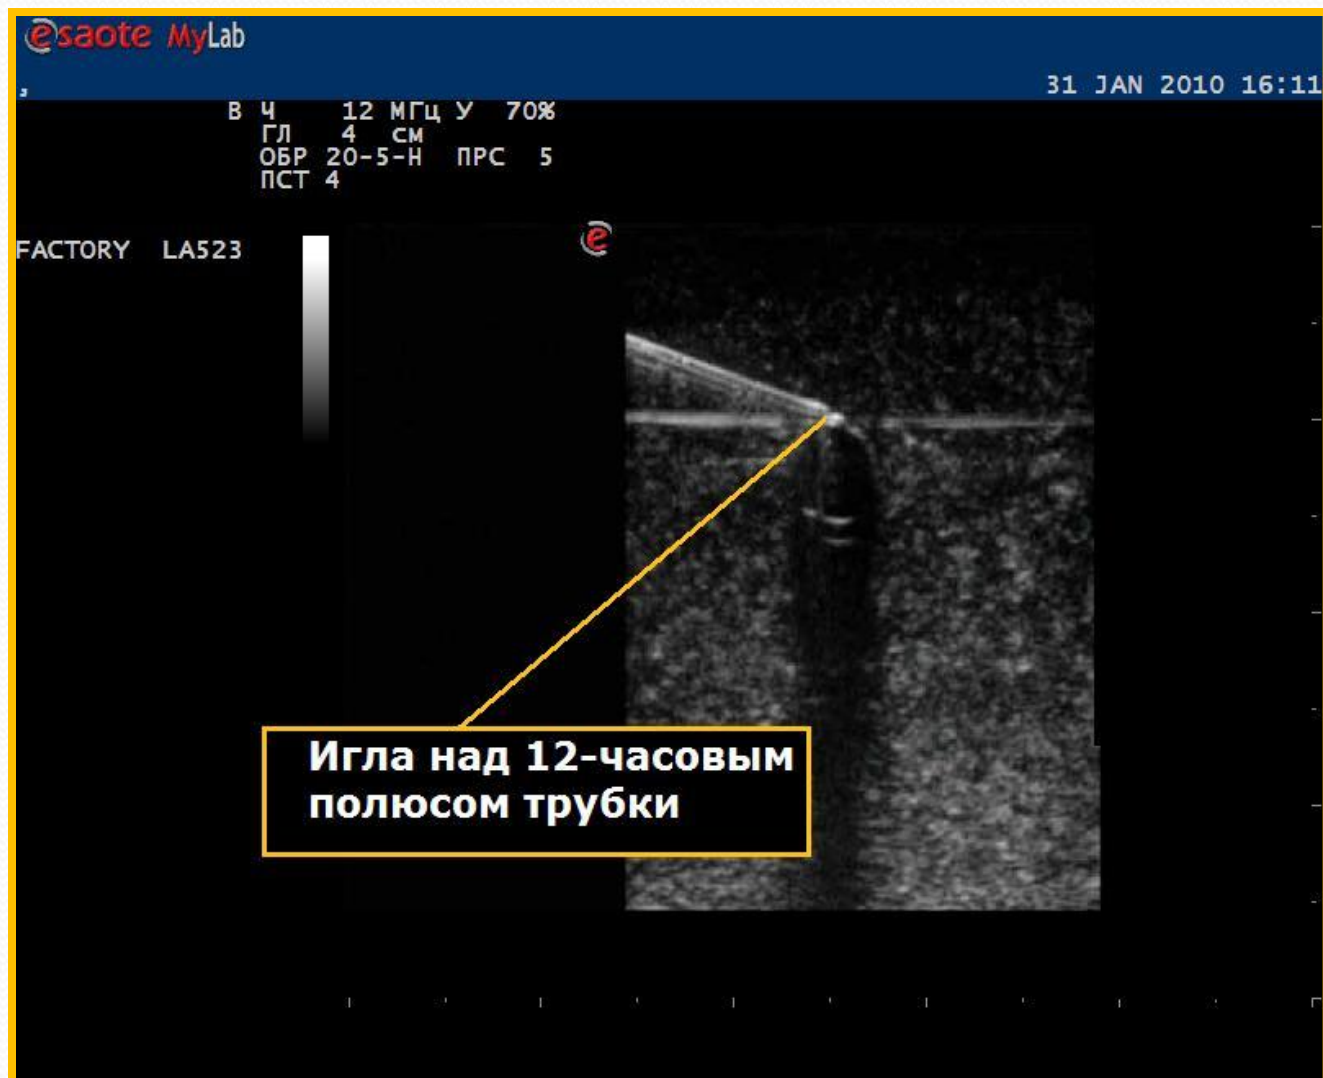 esaote MyLab
,
31 JAN 2010 16:11
В Ч 12 МГц У 70%
ГЛ 4 см
ОБР 20-5-Н ПРС 5
ПСТ 4
FACTORY LA523
e
Игла над 12-часовым
полюсом трубки